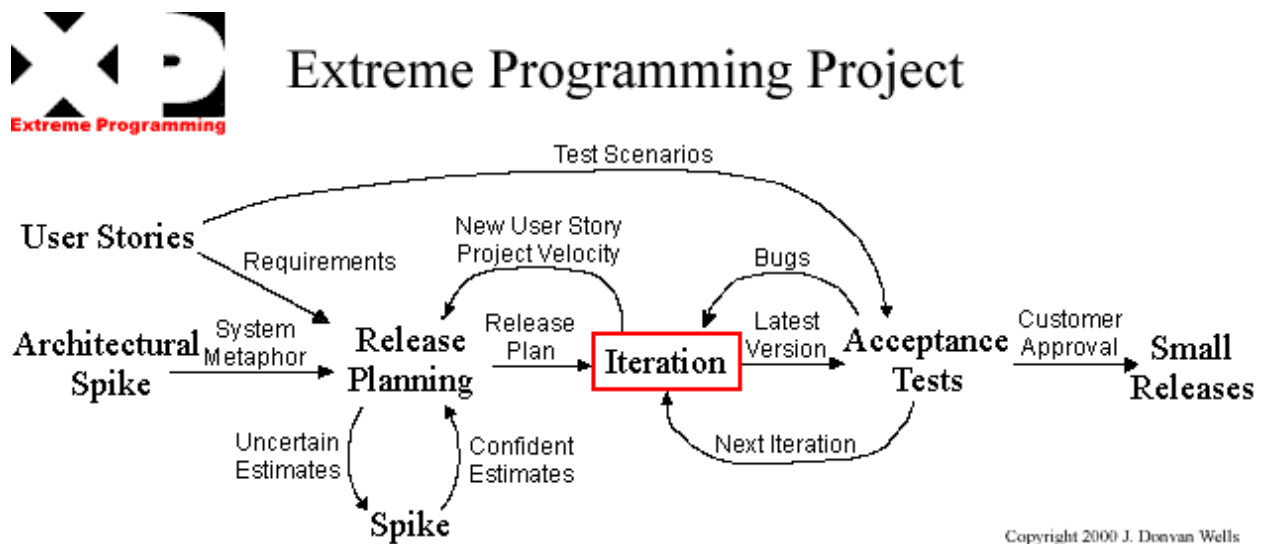 XP
Extreme Programming
Extreme Programming Project
Test Scenarios
User Stories
New User Story
Project Velocity
Bugs
Requirements
Architectural
Spike
System
Metaphor
Release
Planning
Release
Plan
Iteration
Latest
Version
Acceptance
Tests
Customer
Approval
Small
Releases
Uncertain
Estimates
Confident
Estimates
Next Iteration
Spike
Copyright 2000 J. Donvan Wells